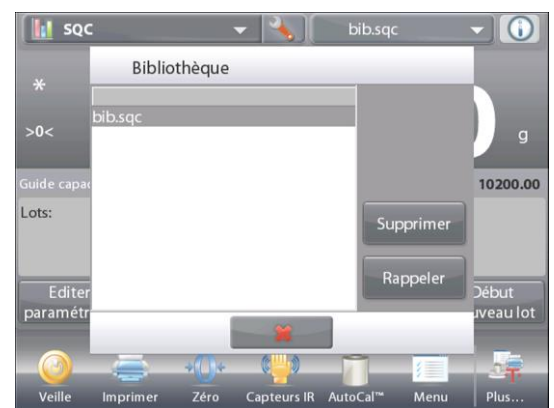 SQC
bib.sqc
Bibliothèque
*
bib.sqc
>0<
g
Guide capa
10200.00
Lots:
Supprimer
Rappeler
Editer
paramétr
Début
uveau lot
Veille
Imprimer
Zéro
Capteurs IR
AutoCal™
Menu
Plus...